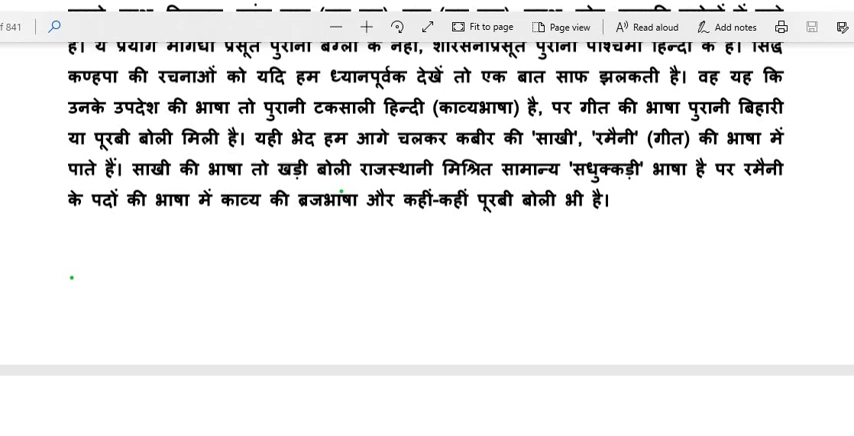 f 841 Fit to page Page view Read aloud Add notes
है। ये प्रयोग मागधी प्रसूत पुरानी बँगला के नहीं, शौरसेनीप्रसूत पुरानी पश्चिमी हिन्दी के हैं। सिद्ध
कण्हपा की रचनाओं को यदि हम ध्यानपूर्वक देखें तो एक बात साफ झलकती है। वह यह कि
उनके उपदेश की भाषा तो पुरानी टकसाली हिन्दी (काव्यभाषा) है, पर गीत की भाषा पुरानी बिहारी
या पूरबी बोली मिली है। यही भेद हम आगे चलकर कबीर की 'साखी', 'रमैनी' (गीत) की भाषा में
पाते हैं। साखी की भाषा तो खड़ी बोली राजस्थानी मिश्रित सामान्य 'सधुक्कड़ी' भाषा है पर रमैनी
के पदों की भाषा में काव्य की ब्रजभाषा और कहीं-कहीं पूरबी बोली भी है।